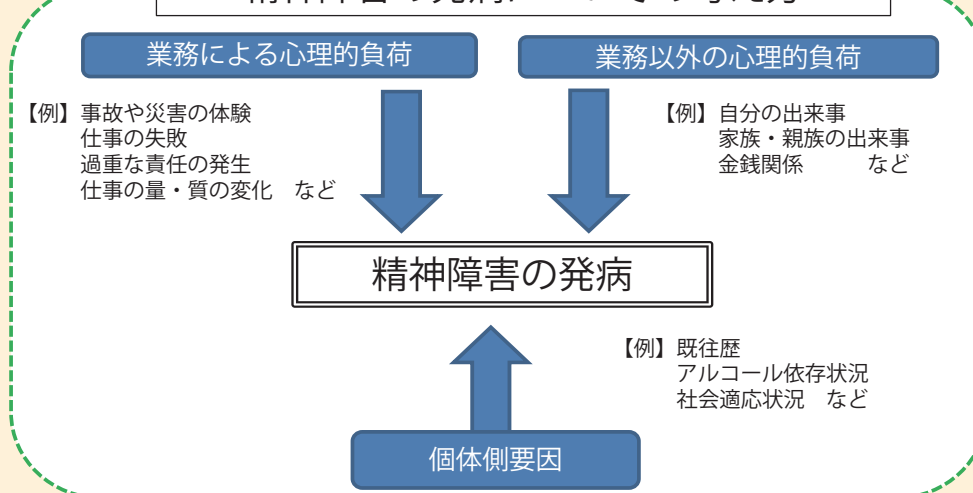 業務による心理的負荷
業務以外の心理的負荷
【例】事故や災害の体験
仕事の失敗
過重な責任の発生
仕事の量・質の変化 など
【例】自分の出来事
家族・親族の出来事
金銭関係 など
精神障害の発病
【例】既往歴
アルコール依存状況
社会適応状況 など
個体側要因